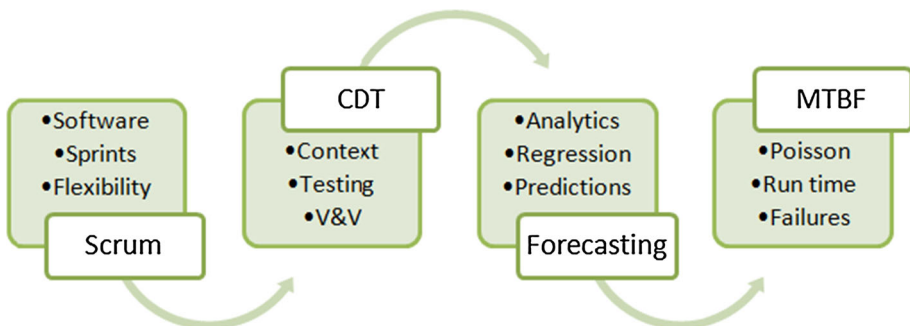 •Software
•Sprints
•Flexibility
Scrum
CDT
•Context
•Testing
•V&V
•Analytics
•Regression
•Predictions
Forecasting
MTBF
•Poisson
•Run time
•Failures